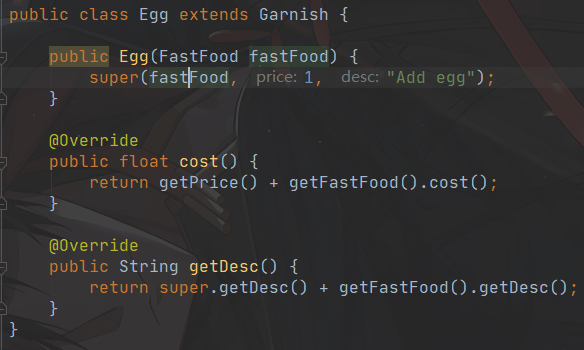 public class Egg extends Garnish {
public Egg(FastFood fastFood) {
super(fastFood, price: 1, desc: "Add egg");
}
@Override
public float cost() {
return getPrice() + getFastFood().cost();
}
@Override
public String getDesc() {
return super.getDesc() + getFastFood().getDesc();
}
}